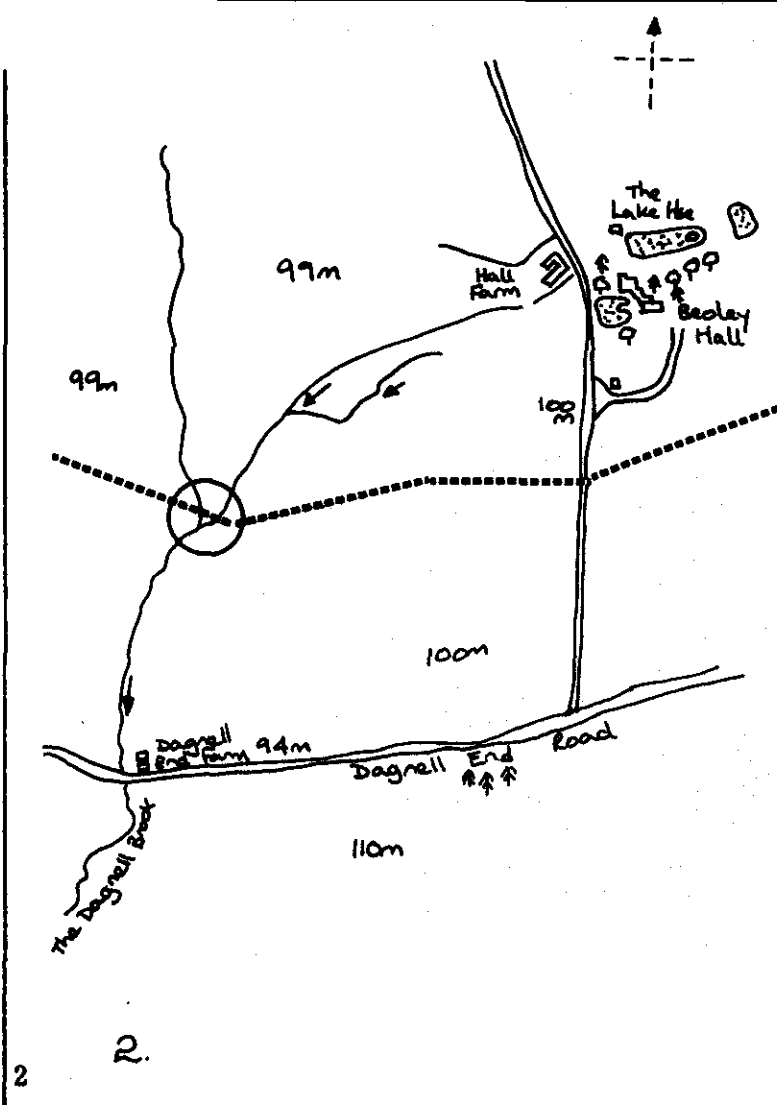 The
Lake Hse
99m
Hall
Farm
Beoley
Hall
99m
100
m
100m
Dagnell
End Farm
94m
Dagnell End Road
110m
The Dagnell Brook
2.
2